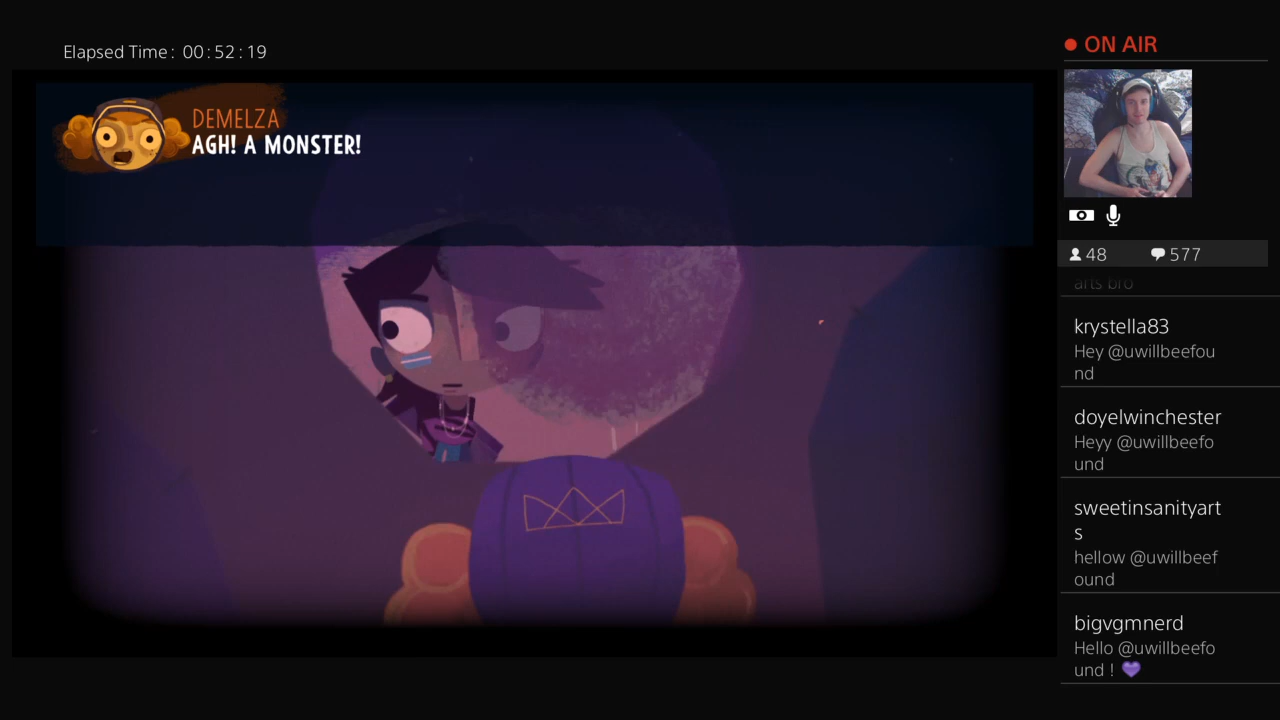 Elapsed Time: 00:52:19
DEMELZA
AGH! A MONSTER!
ON AIR
48 577
arts bro
krystella83
Hey @uwillbeefou
nd
doyelwinchester
Heyy @uwillbeefo
und
sweetinsanityart
s
hellow @uwillbeef
ound
bigvgmnerd
Hello @uwillbeefo
und ! 💜